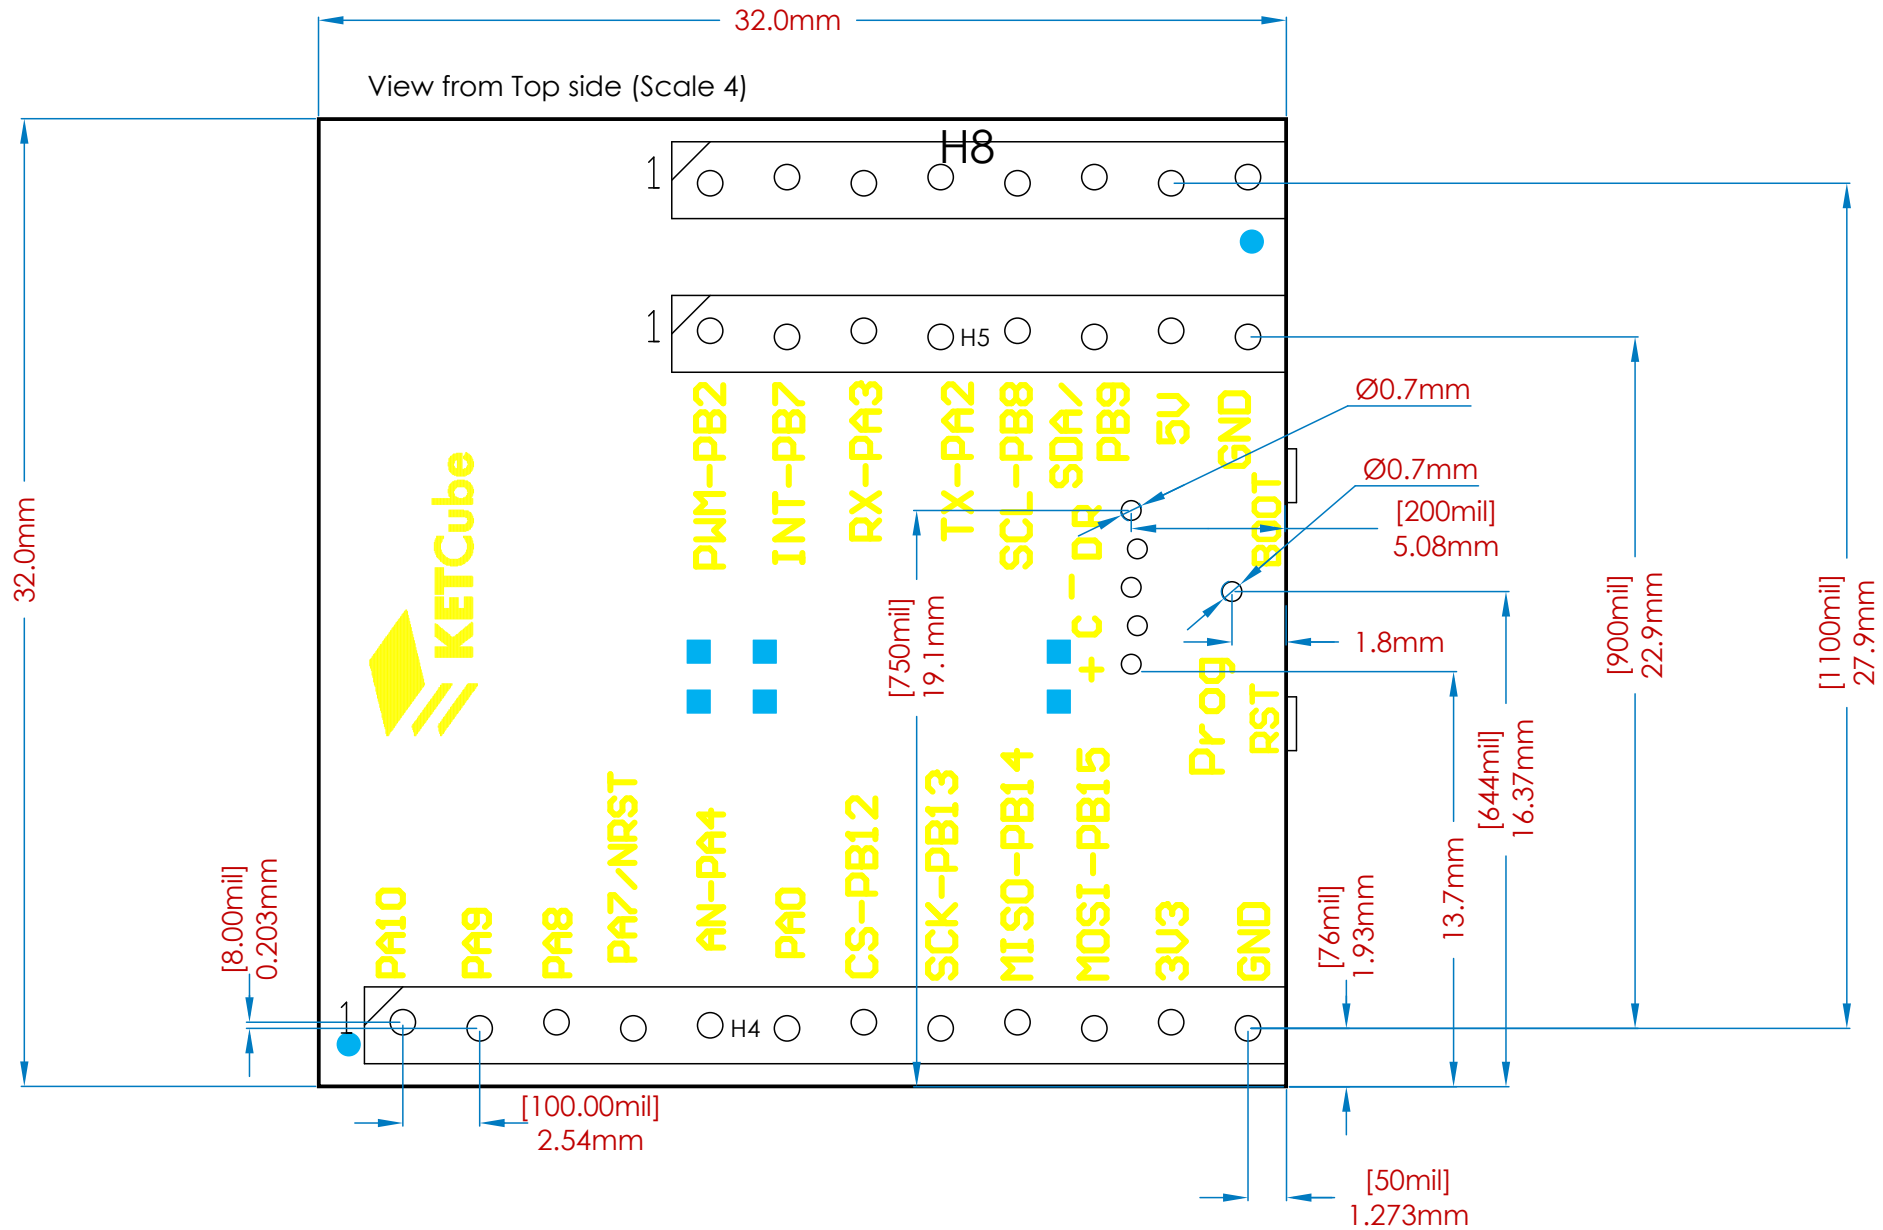 32.0mm
View from Top side (Scale 4)
H8
1
1
H5
PWM-PB2
INT-PB7
RX-PA3
TX-PA2
SCL-PB8
SDA/
PB9
5V
GND
BOOT
Ø0.7mm
Ø0.7mm
[200mil]
5.08mm
32.0mm
KETCube
+ C - D R
[750mil]
19.1mm
1.8mm
[900mil]
22.9mm
[1100mil]
27.9mm
Prog
RST
[644mil]
16.37mm
13.7mm
[76mil]
1.93mm
[8.00mil]
0.203mm
PA10
PA9
PA8
PA7/NRST
AN-PA4
PA0
CS-PB12
SCK-PB13
MISO-PB14
MOSI-PB15
3V3
GND
1
H4
[100.00mil]
2.54mm
[50mil]
1.273mm